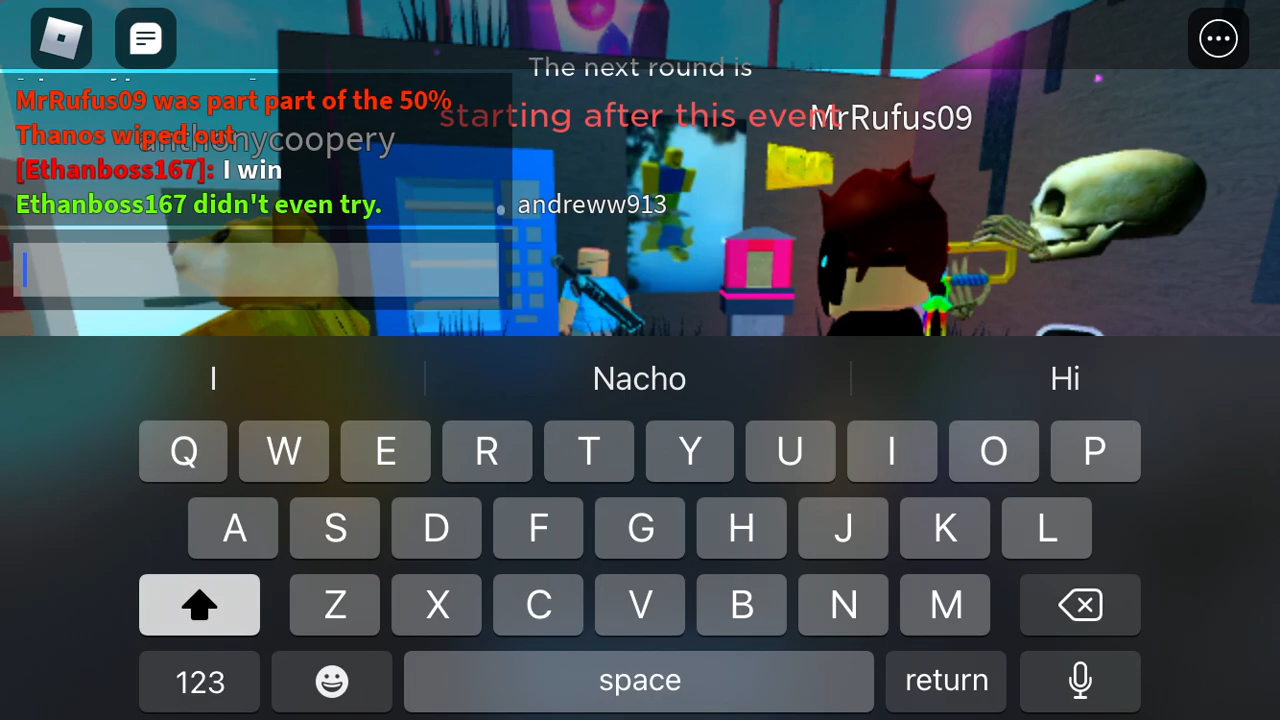 The next round is
starting after this event
MrRufus09
MrRufus09 was part part of the 50%
Thanos wiped out
anthonycoopery
[Ethanboss167]: I win
Ethanboss167 didn't even try.
andreww913
I Nacho Hi
Q W E R T Y U I O P
A S D F G H J K L
Z X C V B N M
123 space return